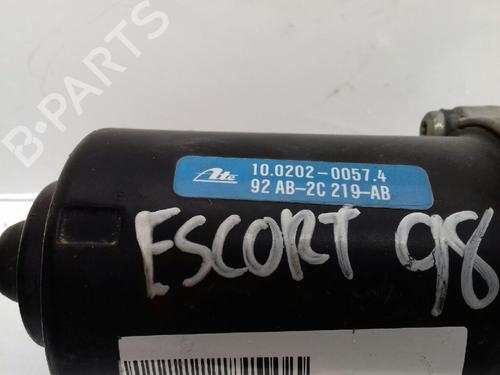 B-PARTS
Ate
10.0202-0057.4
92 AB-2C 219-AB
ESCORT 98